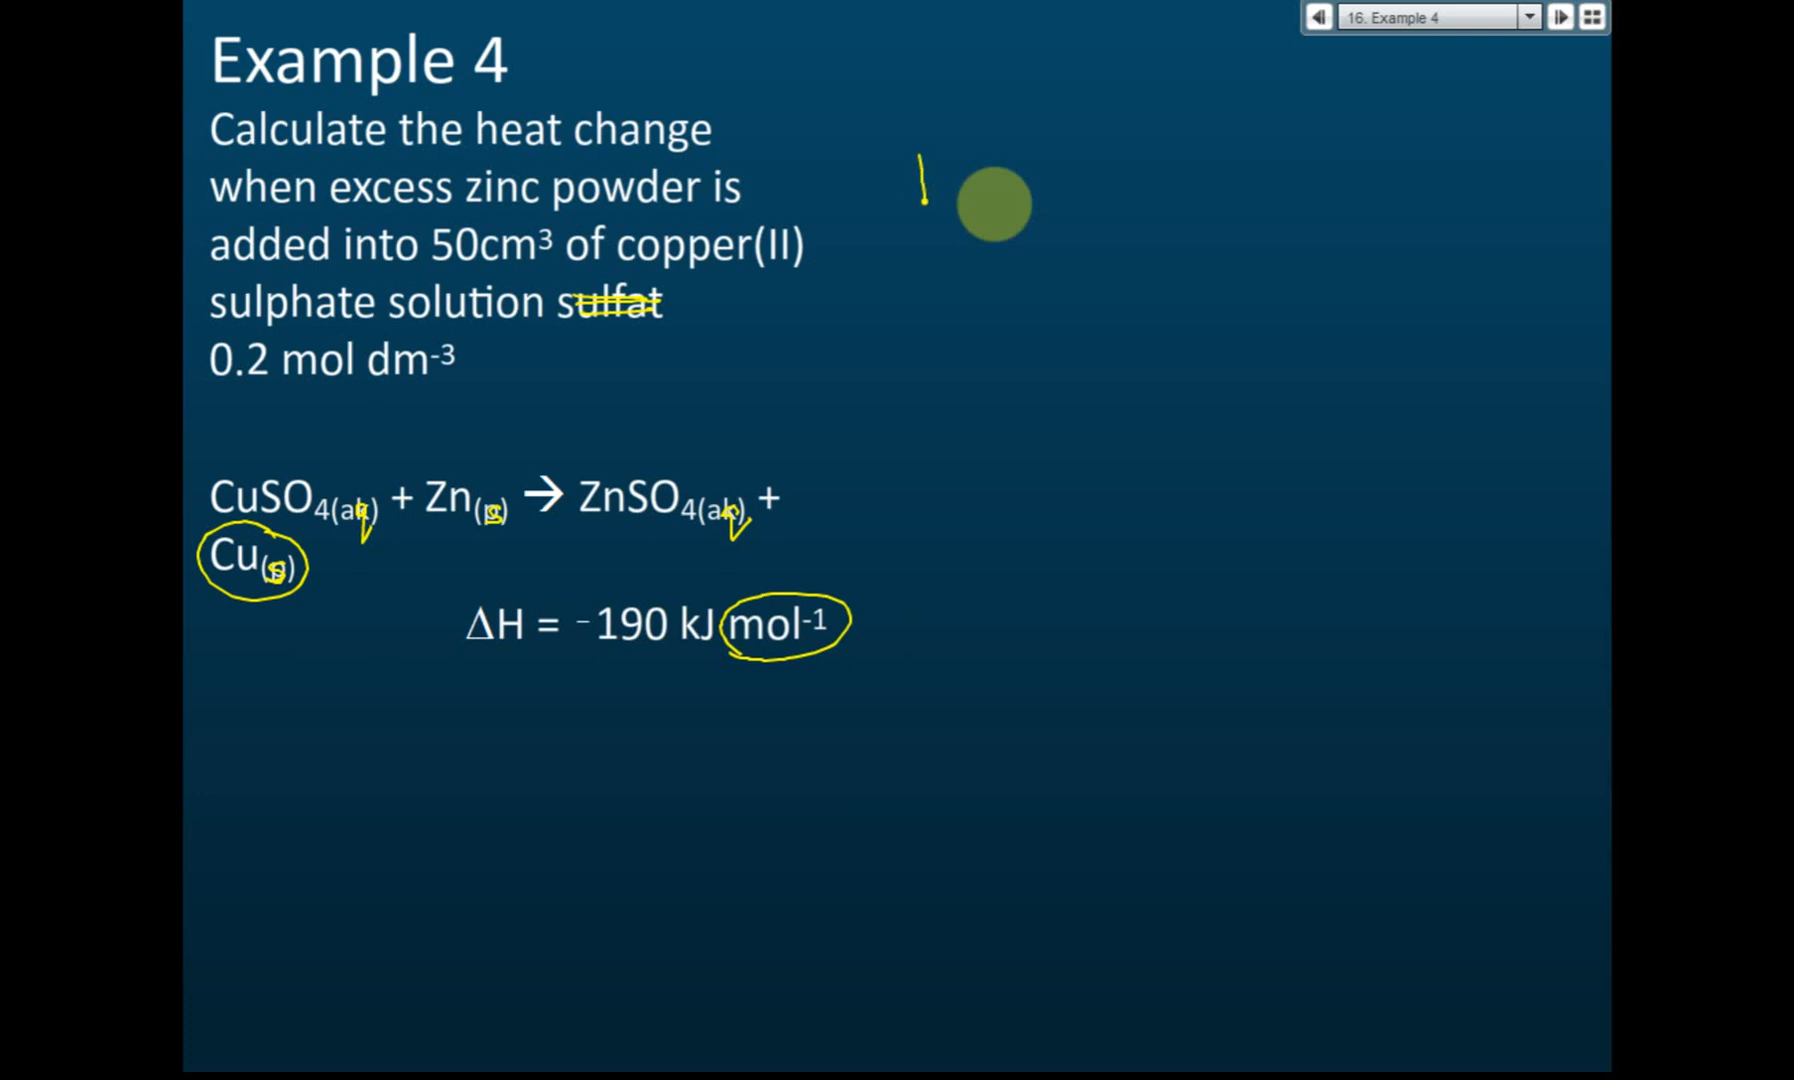 16. Example 4
Example 4
Calculate the heat change
when excess zinc powder is
added into 50cm³ of copper(II)
sulphate solution sulfat
0.2 mol dm⁻³
CuSO₄(aq) + Zn(s) → ZnSO₄(aq) +
Cu(s)
ΔH = ⁻190 kJ mol⁻¹